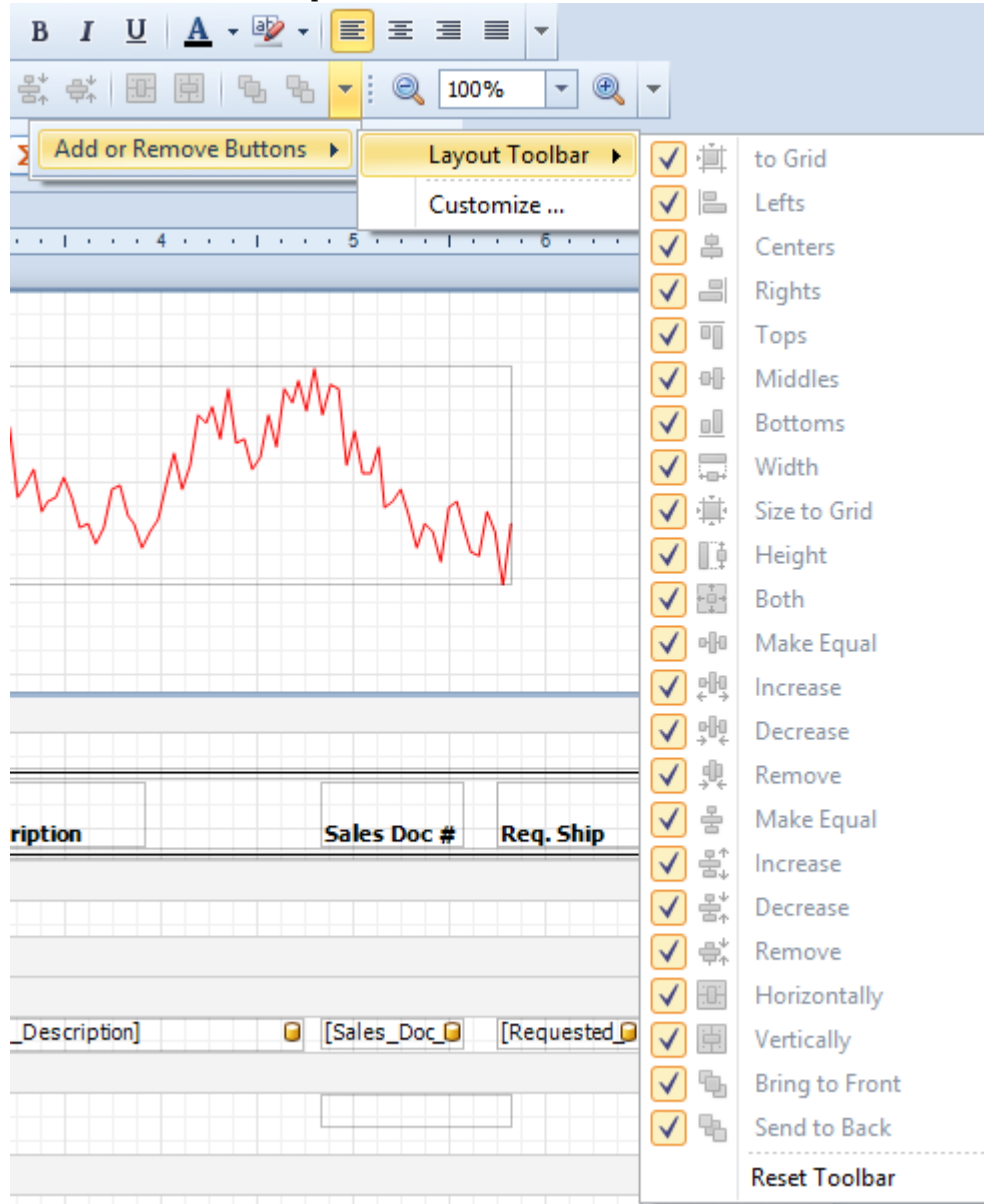 B I U A ab
100%
Add or Remove Buttons
Layout Toolbar
Customize ...
4 5 6
to Grid
Lefts
Centers
Rights
Tops
Middles
Bottoms
Width
Size to Grid
Height
Both
Make Equal
Increase
Decrease
Remove
Make Equal
Increase
Decrease
Remove
Horizontally
Vertically
Bring to Front
Send to Back
Reset Toolbar
ription Sales Doc # Req. Ship
_Description] [Sales_Doc_ [Requested_